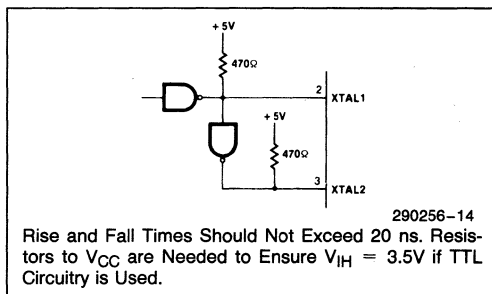 + 5V
470Ω
2
XTAL1
+ 5V
470Ω
3
XTAL2
290256–14
Rise and Fall Times Should Not Exceed 20 ns. Resis-
tors to VCC are Needed to Ensure VIH = 3.5V if TTL
Circuitry is Used.